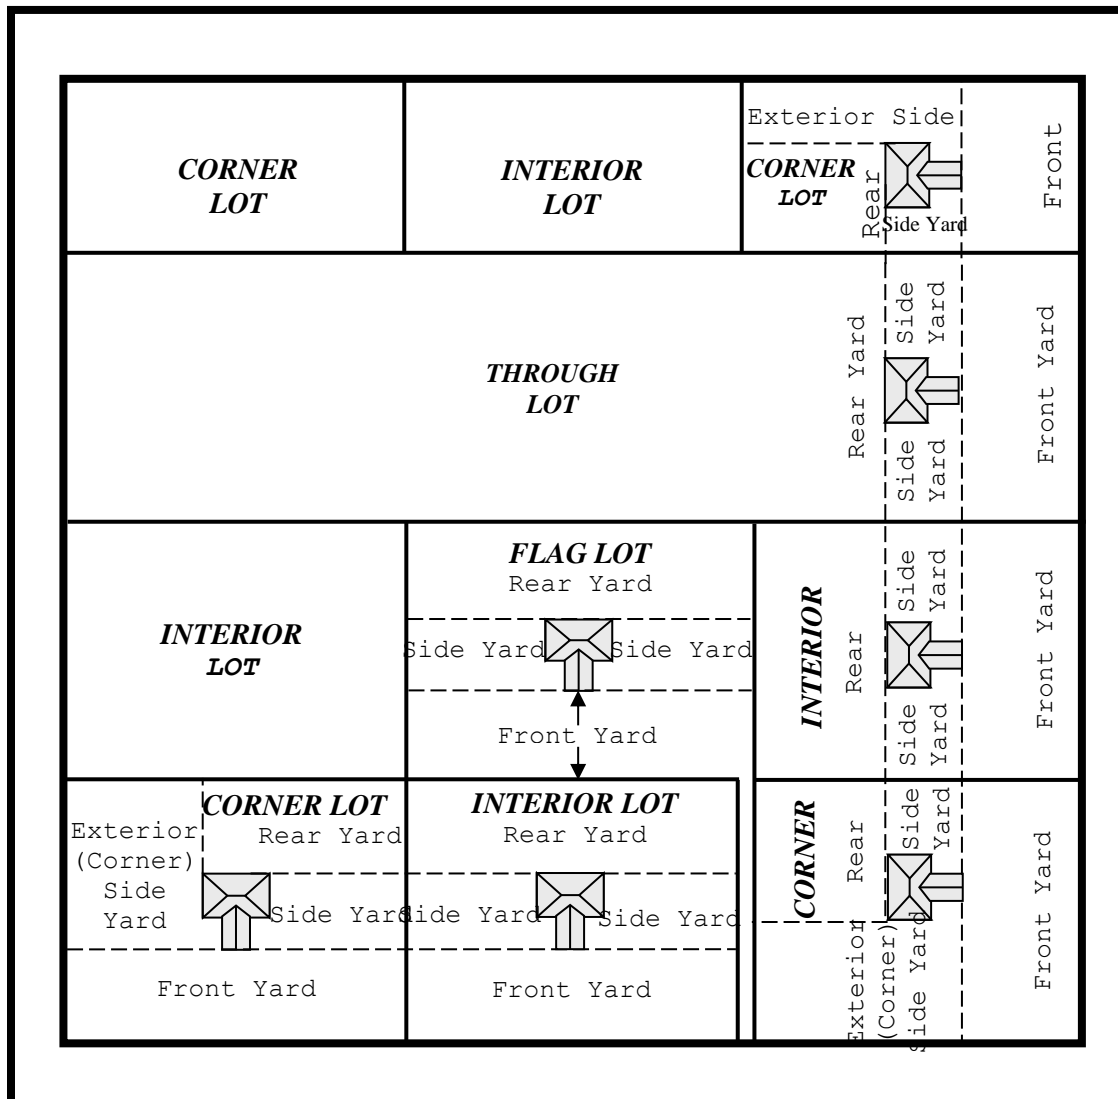 CORNER
LOT
INTERIOR
LOT
Exterior Side
CORNER
LOT
Rear
Side Yard
Front
THROUGH
LOT
Rear Yard
Side
Yard
Side
Yard
Front Yard
INTERIOR
LOT
FLAG LOT
Rear Yard
Side Yard
Side Yard
Front Yard
INTERIOR
Rear
Side
Yard
Side
Yard
Front Yard
CORNER LOT
Exterior
(Corner)
Side
Yard
Rear Yard
Side Yard
Front Yard
INTERIOR LOT
Rear Yard
Side Yard
Side Yard
Front Yard
CORNER
Rear
Side
Yard
Exterior
(Corner)
Side Yard
Front Yard